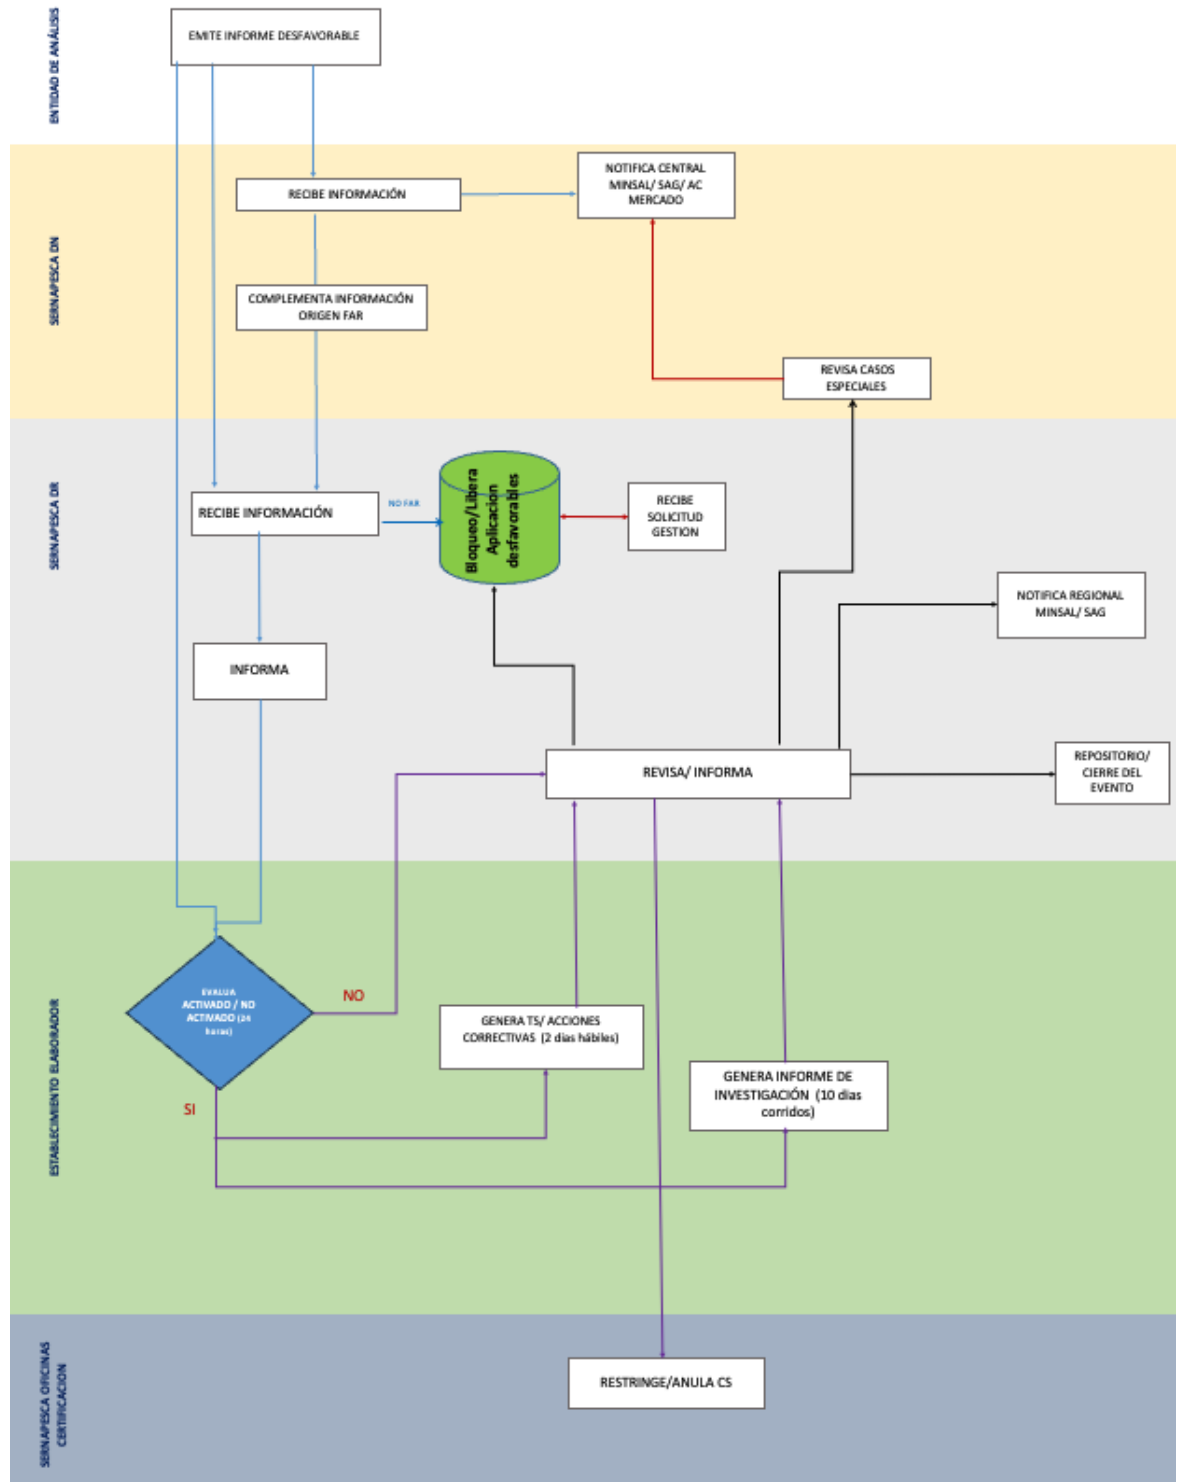 ENTIDAD DE ANÁLISIS
EMITE INFORME DESFAVORABLE
SERNAPESCA DN
RECIBE INFORMACIÓN
NOTIFICA CENTRAL
MINSAL/ SAG/ AC
MERCADO
COMPLEMENTA INFORMACIÓN
ORIGEN FAR
REVISA CASOS
ESPECIALES
SERNAPESCA DR
RECIBE INFORMACIÓN
NO FAR
Bloqueo/Libera
Aplicacion
desfavorables
RECIBE
SOLICITUD
GESTION
NOTIFICA REGIONAL
MINSAL/ SAG
INFORMA
REVISA/ INFORMA
REPOSITORIO/
CIERRE DEL
EVENTO
ESTABLECIMIENTO ELABORADOR
EVALUA
ACTIVADO / NO
ACTIVADO (24
horas)
NO
SI
GENERA TS/ ACCIONES
CORRECTIVAS (2 dias hábiles)
GENERA INFORME DE
INVESTIGACIÓN (10 dias
corridos)
SERNAPESCA OFICINAS
CERTIFICACION
RESTRINGE/ANULA CS